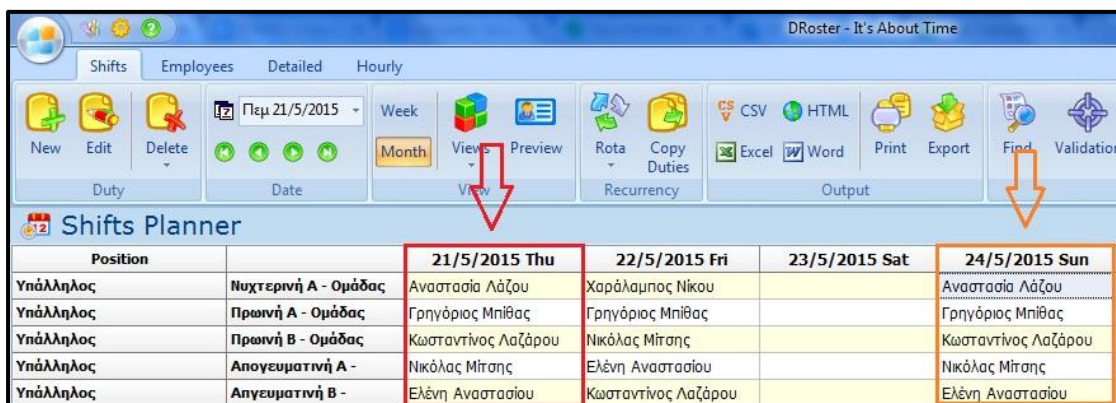 DRoster - It's About Time
Shifts Employees Detailed Hourly
Πεμ 21/5/2015 Week CSV HTML
New Edit Delete Month Views Preview Rota Copy Duties Excel Word Print Export Find Validation
Duty Date View Recurrency Output
12 Shifts Planner
Position 21/5/2015 Thu 22/5/2015 Fri 23/5/2015 Sat 24/5/2015 Sun
Υπάλληλος Νυχτερινή Α - Ομάδας Αναστασία Λάζου Χαράλαμπος Νίκου Αναστασία Λάζου
Υπάλληλος Πρωινή Α - Ομάδας Γρηγόριος Μπίθας Γρηγόριος Μπίθας Γρηγόριος Μπίθας
Υπάλληλος Πρωινή Β - Ομάδας Κωσταντίνος Λαζάρου Νικόλας Μίτσης Κωσταντίνος Λαζάρου
Υπάλληλος Απογευματινή Α - Νικόλας Μίτσης Ελένη Αναστασίου Νικόλας Μίτσης
Υπάλληλος Απγευματινή Β - Ελένη Αναστασίου Κωσταντίνος Λαζάρου Ελένη Αναστασίου